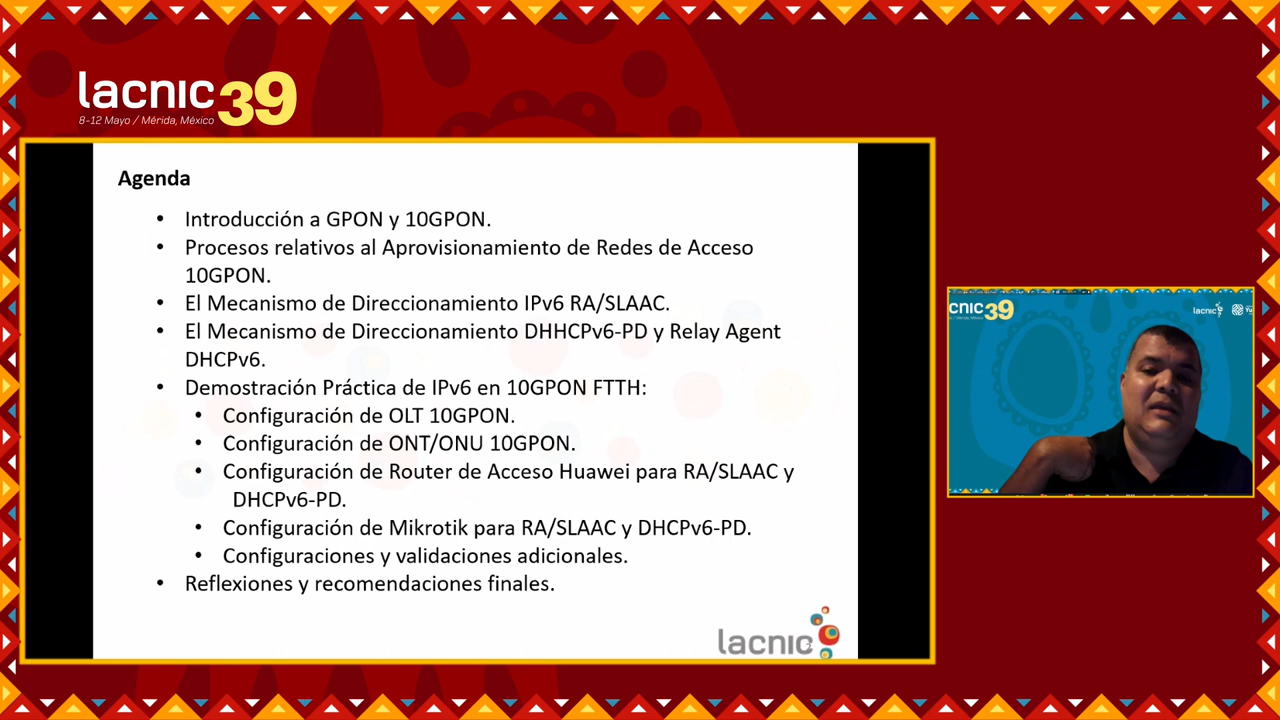 lacnic 39
8-12 Mayo / Mérida, México
Agenda
• Introducción a GPON y 10GPON.
• Procesos relativos al Aprovisionamiento de Redes de Acceso
10GPON.
• El Mecanismo de Direccionamiento IPv6 RA/SLAAC.
• El Mecanismo de Direccionamiento DHHCPv6-PD y Relay Agent
DHCPv6.
• Demostración Práctica de IPv6 en 10GPON FTTH:
• Configuración de OLT 10GPON.
• Configuración de ONT/ONU 10GPON.
• Configuración de Router de Acceso Huawei para RA/SLAAC y
DHCPv6-PD.
• Configuración de Mikrotik para RA/SLAAC y DHCPv6-PD.
• Configuraciones y validaciones adicionales.
• Reflexiones y recomendaciones finales.
lacnic
cnic 39
lacnic